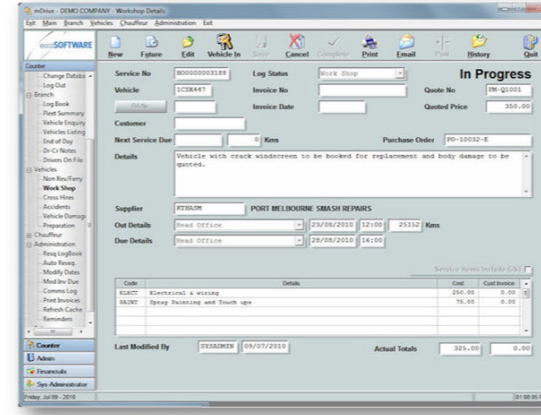 mDrive - DEMO COMPANY - Workshop Details
Exit Main Branch Vehicles Chauffeur Administration Exit
SOFTWARE
New Future Edit Vehicle In Save Cancel Complete Print Email Post History Quit
Counter
Change Databa
Log Out
Branch
Log Book
Fleet Summary
Vehicle Enquiry
Vehicles Listing
End of Day
Dr-Cr Notes
Drivers On File
Vehicles
Non Rev/Ferry
Work Shop
Cross Hires
Accidents
Vehicle Damage
Preparation
Chauffeur
Administration
Resq LogBook
Auto Reveq.
Modify Dates
Mtd Inv Due
Comms Log
Print Invoices
Refresh Cache
Reminders
Counter
Admin
Financials
Sys-Administrator
Service No S00000003188 Log Status Work Shop In Progress
Vehicle 1CSX447 Invoice No Quote No PM-Q1001
Invoice Date Quoted Price 350.00
Customer
Next Service Due 0 Kms Purchase Order PO-10032-E
Details Vehicle with crack windscreen to be booked for replacement and body damage to be
quoted.
Supplier PORT MELBOURNE SMASH REPAIRS
Out Details Head Office 23/08/2010 12:00 25152 Kms
Due Details Head Office 28/08/2010 16:00
Service Items Include GST
Code Details Cost Cust Invoice
ELECT Electrical & wiring 250.00 0.00
PAINT Spray Painting and Touch ups 75.00 0.00
Last Modified By SYSADMIN 09/07/2010 Actual Totals 325.00 0.00
Friday, Jul 09 - 2010